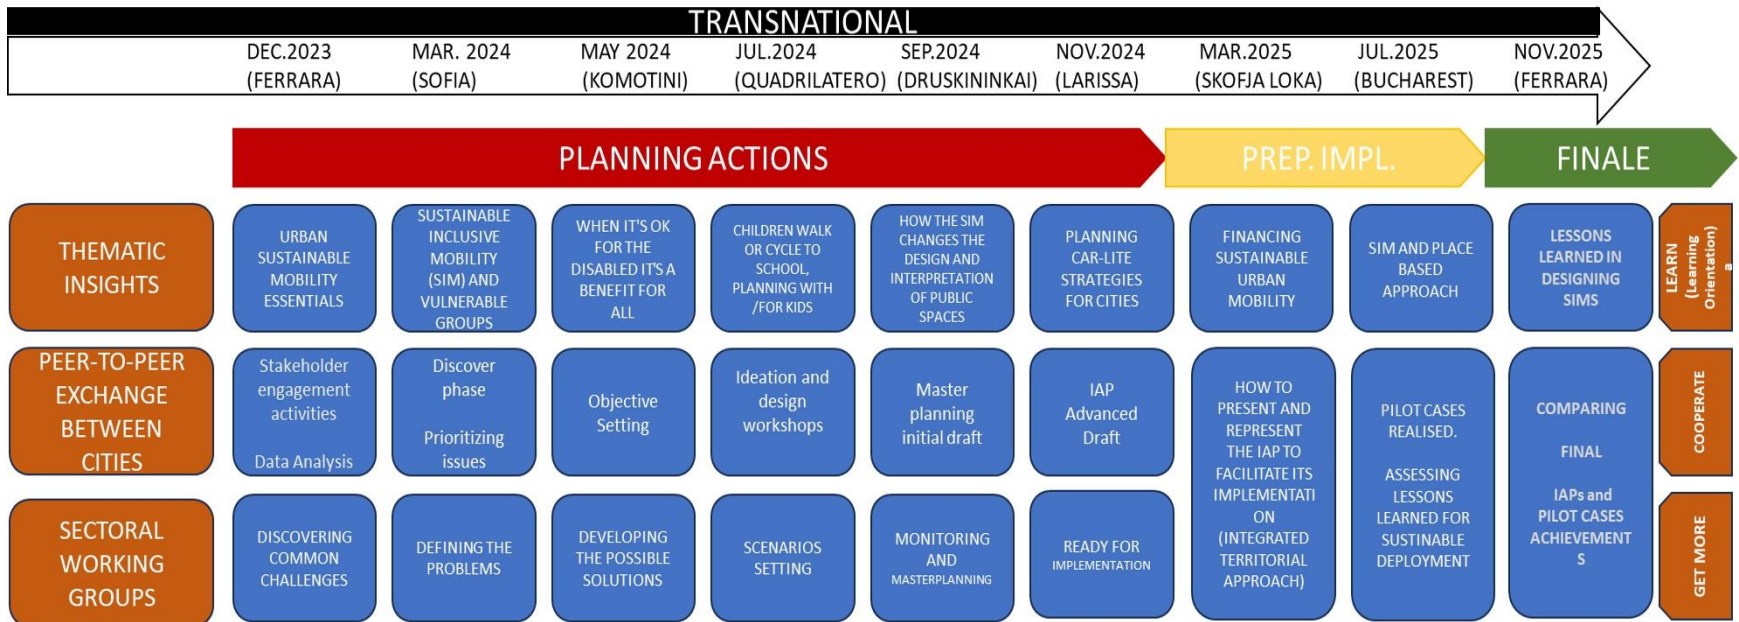 TRANSNATIONAL
DEC.2023
(FERRARA)
MAR. 2024
(SOFIA)
MAY 2024
(KOMOTINI)
JUL.2024
(QUADRILATERO)
SEP.2024
(DRUSKININKAI)
NOV.2024
(LARISSA)
MAR.2025
(SKOFJA LOKA)
JUL.2025
(BUCHAREST)
NOV.2025
(FERRARA)
PLANNING ACTIONS
PREP. IMPL.
FINALE
THEMATIC
INSIGHTS
URBAN
SUSTAINABLE
MOBILITY
ESSENTIALS
SUSTAINABLE
INCLUSIVE
MOBILITY
(SIM) AND
VULNERABLE
GROUPS
WHEN IT'S OK
FOR THE
DISABLED IT'S A
BENEFIT FOR
ALL
CHILDREN WALK
OR CYCLE TO
SCHOOL,
PLANNING WITH
/FOR KIDS
HOW THE SIM
CHANGES THE
DESIGN AND
INTERPRETATION
OF PUBLIC
SPACES
PLANNING
CAR-LITE
STRATEGIES
FOR CITIES
FINANCING
SUSTAINABLE
URBAN
MOBILITY
SIM AND PLACE
BASED
APPROACH
LESSONS
LEARNED IN
DESIGNING
SIMS
LEARN
(Learning
Orientation)
a
PEER-TO-PEER
EXCHANGE
BETWEEN
CITIES
Stakeholder
engagement
activities
Data Analysis
Discover
phase
Prioritizing
issues
Objective
Setting
Ideation and
design
workshops
Master
planning
initial draft
IAP
Advanced
Draft
HOW TO
PRESENT AND
REPRESENT
THE IAP TO
FACILITATE ITS
IMPLEMENTATI
ON
(INTEGRATED
TERRITORIAL
APPROACH)
PILOT CASES
REALISED.
ASSESSING
LESSONS
LEARNED FOR
SUSTINABLE
DEPLOYMENT
COMPARING
FINAL
IAPs and
PILOT CASES
ACHIEVEMENT
S
COOPERATE
SECTORAL
WORKING
GROUPS
DISCOVERING
COMMON
CHALLENGES
DEFINING THE
PROBLEMS
DEVELOPING
THE POSSIBLE
SOLUTIONS
SCENARIOS
SETTING
MONITORING
AND
MASTERPLANNING
READY FOR
IMPLEMENTATION
GET MORE